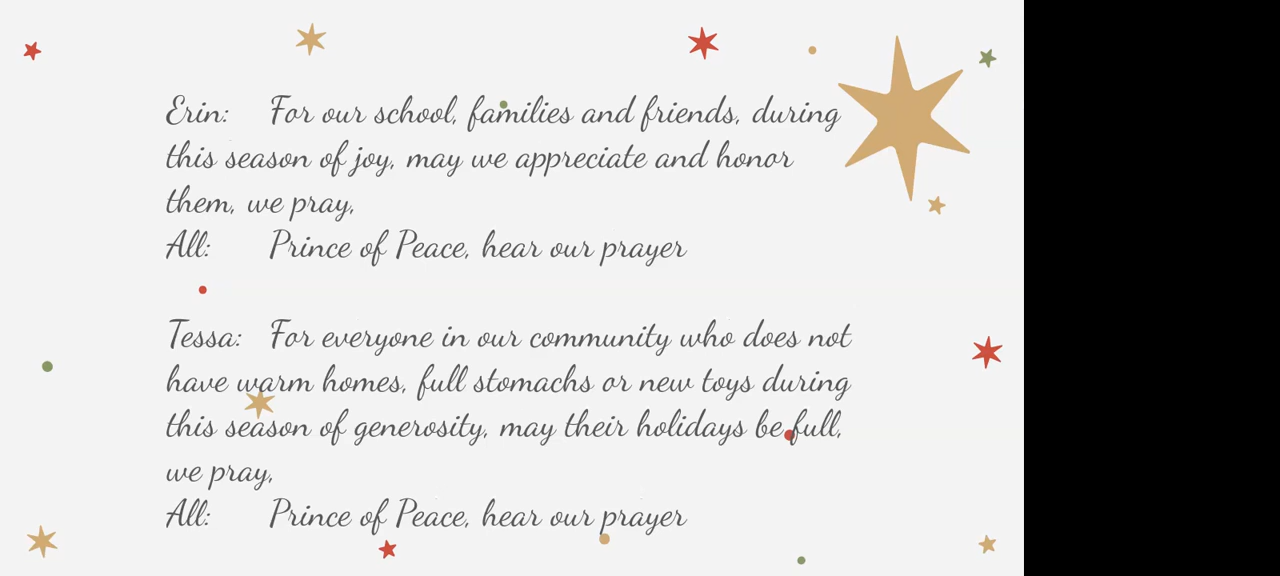 Erin: For our school, families and friends, during
this season of joy, may we appreciate and honor
them, we pray,
All: Prince of Peace, hear our prayer
Tessa: For everyone in our community who does not
have warm homes, full stomachs or new toys during
this season of generosity, may their holidays be full,
we pray,
All: Prince of Peace, hear our prayer